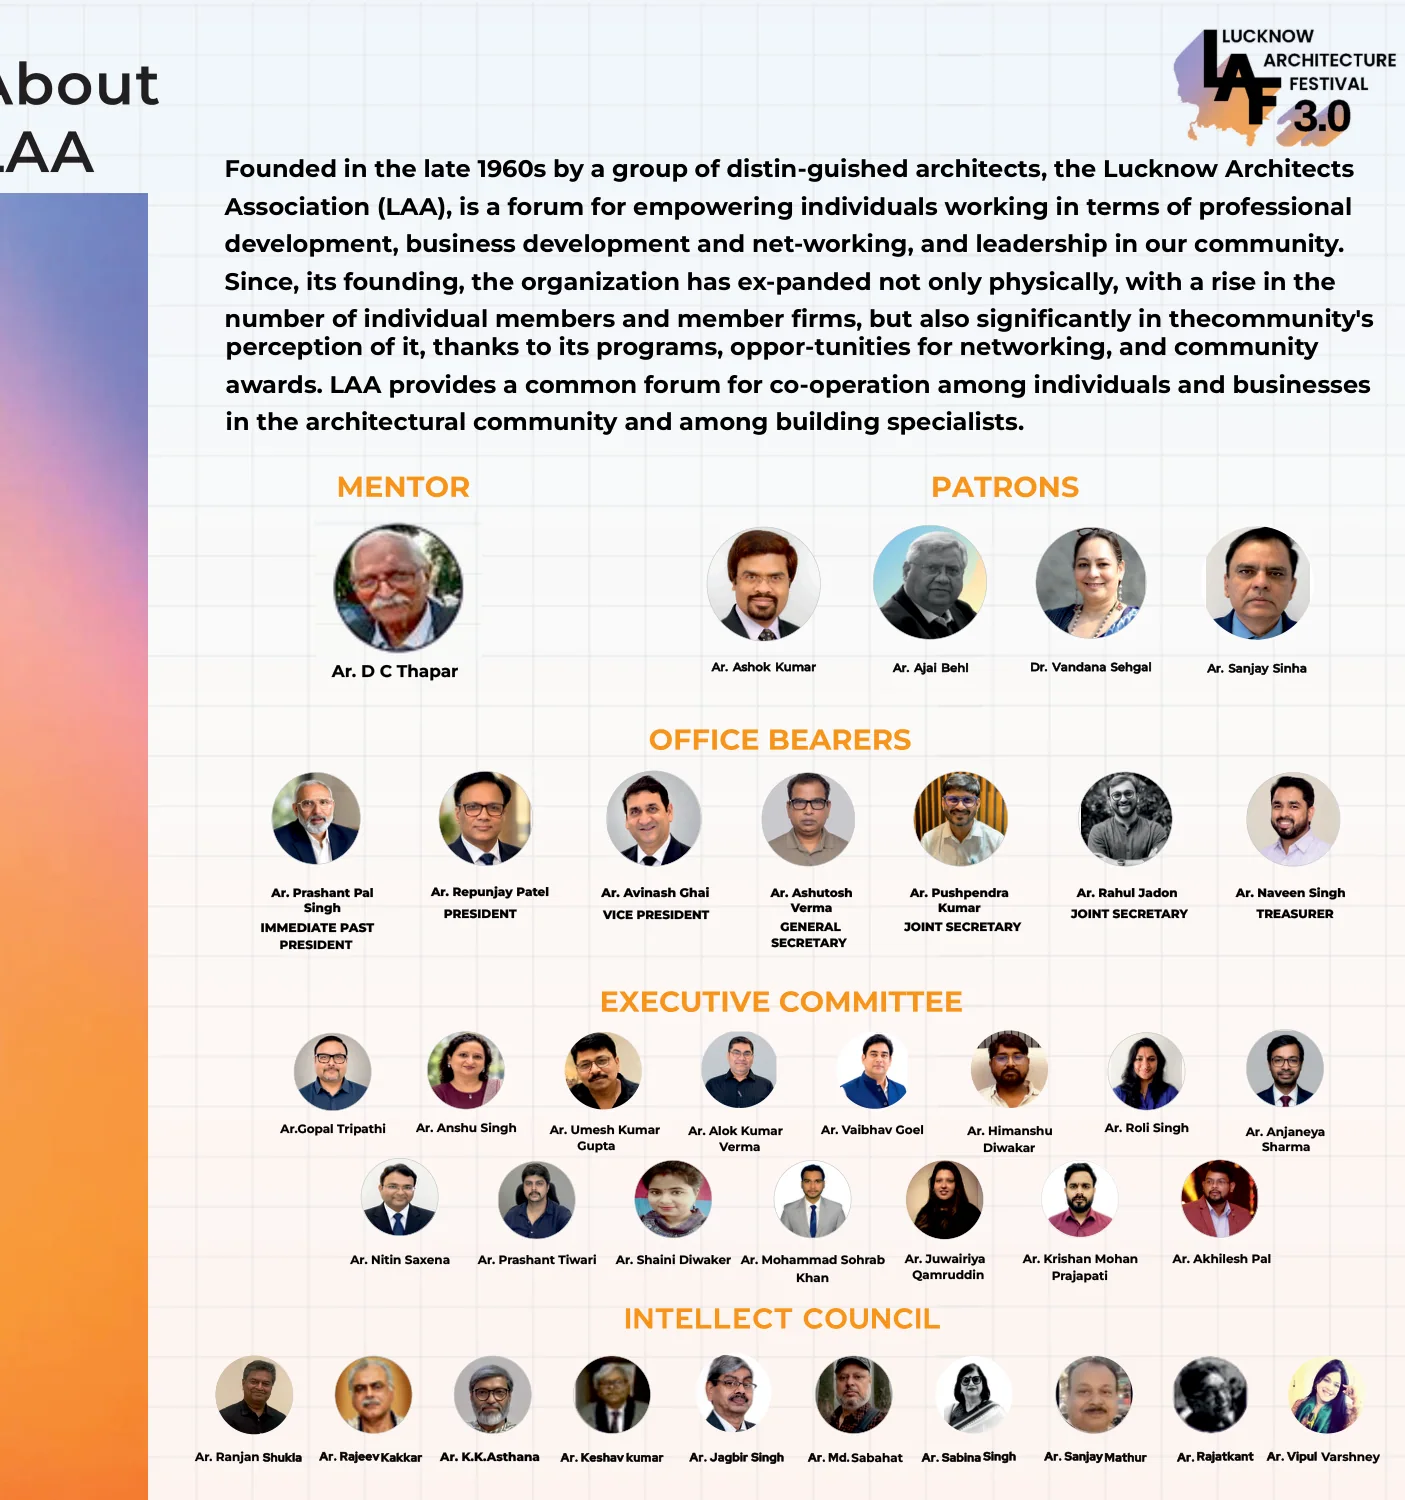 About
LAA
LUCKNOW
ARCHITECTURE
FESTIVAL
3.0
LAF
Founded in the late 1960s by a group of distin-guished architects, the Lucknow Architects
Association (LAA), is a forum for empowering individuals working in terms of professional
development, business development and net-working, and leadership in our community.
Since, its founding, the organization has ex-panded not only physically, with a rise in the
number of individual members and member firms, but also significantly in thecommunity's
perception of it, thanks to its programs, oppor-tunities for networking, and community
awards. LAA provides a common forum for co-operation among individuals and businesses
in the architectural community and among building specialists.
MENTOR
Ar. D C Thapar
PATRONS
Ar. Ashok Kumar
Ar. Ajai Behl
Dr. Vandana Sehgal
Ar. Sanjay Sinha
OFFICE BEARERS
Ar. Prashant Pal
Singh
IMMEDIATE PAST
PRESIDENT
Ar. Repunjay Patel
PRESIDENT
Ar. Avinash Ghai
VICE PRESIDENT
Ar. Ashutosh
Verma
GENERAL
SECRETARY
Ar. Pushpendra
Kumar
JOINT SECRETARY
Ar. Rahul Jadon
JOINT SECRETARY
Ar. Naveen Singh
TREASURER
EXECUTIVE COMMITTEE
Ar.Gopal Tripathi
Ar. Anshu Singh
Ar. Umesh Kumar
Gupta
Ar. Alok Kumar
Verma
Ar. Vaibhav Goel
Ar. Himanshu
Diwakar
Ar. Roli Singh
Ar. Anjaneya
Sharma
Ar. Nitin Saxena
Ar. Prashant Tiwari
Ar. Shaini Diwaker
Ar. Mohammad Sohrab
Khan
Ar. Juwairiya
Qamruddin
Ar. Krishan Mohan
Prajapati
Ar. Akhilesh Pal
INTELLECT COUNCIL
Ar. Ranjan Shukla
Ar. Rajeev Kakkar
Ar. K.K.Asthana
Ar. Keshav kumar
Ar. Jagbir Singh
Ar. Md. Sabahat
Ar. Sabina Singh
Ar. Sanjay Mathur
Ar. Rajatkant
Ar. Vipul Varshney